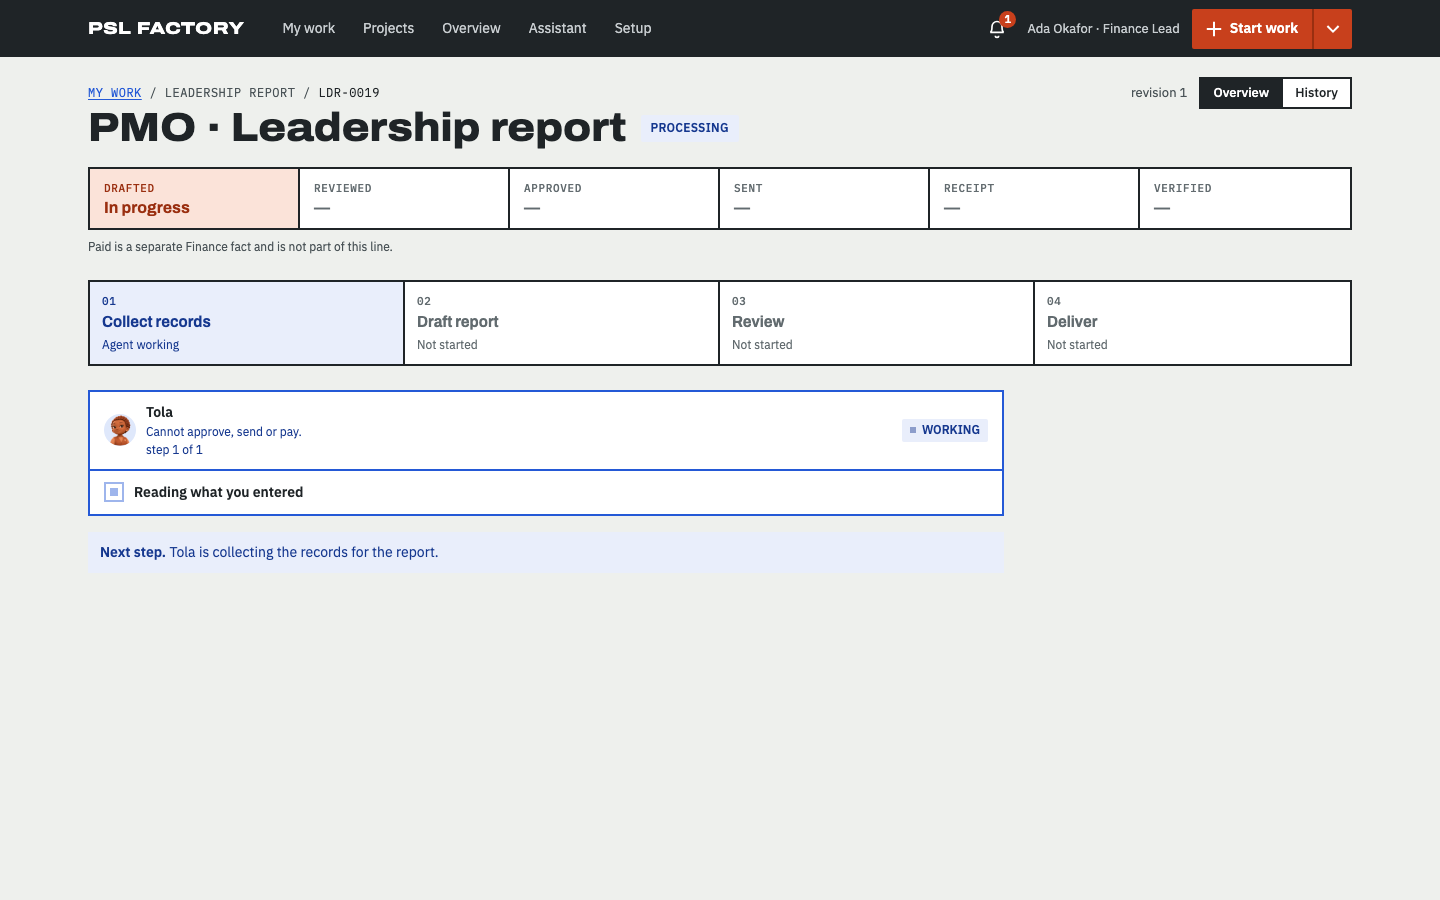 PSL FACTORY
My work
Projects
Overview
Assistant
Setup
1
Ada Okafor · Finance Lead
Start work
MY WORK / LEADERSHIP REPORT / LDR-0019
revision 1
Overview
History
PMO · Leadership report
PROCESSING
DRAFTED
In progress
REVIEWED
—
APPROVED
—
SENT
—
RECEIPT
—
VERIFIED
—
Paid is a separate Finance fact and is not part of this line.
01
Collect records
Agent working
02
Draft report
Not started
03
Review
Not started
04
Deliver
Not started
Tola
Cannot approve, send or pay.
step 1 of 1
WORKING
Reading what you entered
Next step. Tola is collecting the records for the report.